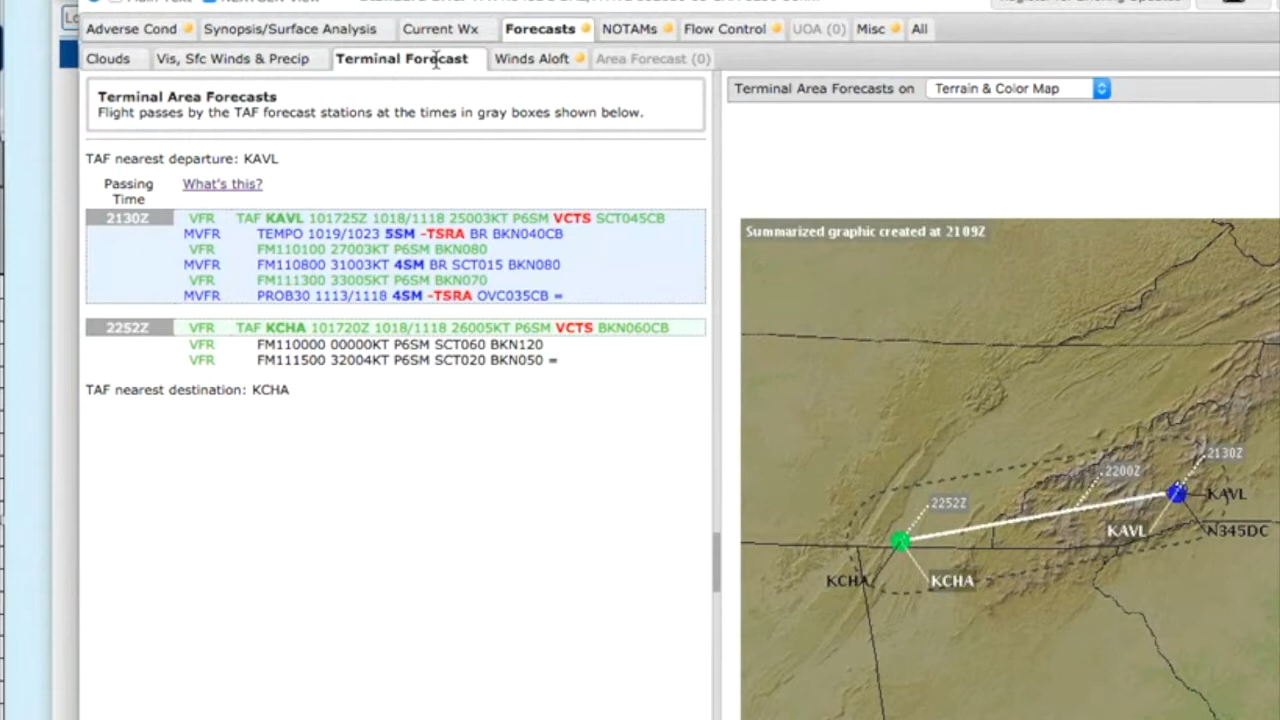 Adverse Cond Synopsis/Surface Analysis Current Wx Forecasts NOTAMs Flow Control UOA (0) Misc All
Clouds Vis, Sfc Winds & Precip Terminal Forecast Winds Aloft Area Forecast (0)
Terminal Area Forecasts
Flight passes by the TAF forecast stations at the times in gray boxes shown below.
TAF nearest departure: KAVL
Passing
Time
What's this?
2130Z VFR TAF KAVL 101725Z 1018/1118 25003KT P6SM VCTS SCT045CB
MVFR TEMPO 1019/1023 5SM -TSRA BR BKN040CB
VFR FM110100 27003KT P6SM BKN080
MVFR FM110800 31003KT 4SM BR SCT015 BKN080
VFR FM111300 33005KT P6SM BKN070
MVFR PROB30 1113/1118 4SM -TSRA OVC035CB =
2252Z VFR TAF KCHA 101720Z 1018/1118 26005KT P6SM VCTS BKN060CB
VFR FM110000 00000KT P6SM SCT060 BKN120
VFR FM111500 32004KT P6SM SCT020 BKN050 =
TAF nearest destination: KCHA
Terminal Area Forecasts on Terrain & Color Map
Summarized graphic created at 2109Z
2130Z
2200Z
2252Z
KAVL
KAVL
N345DC
KCHA
KCHA